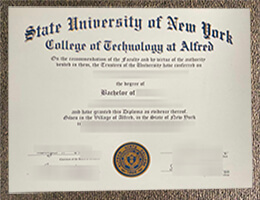 State University of New York
College of Technology at Alfred
On the recommendation of the Faculty and by virtue of the authority
vested in them, the Trustees of the University have conferred on
the degree of
Bachelor of
and have granted this Diploma as evidence thereof.
Given in the Village of Alfred, in the State of New York